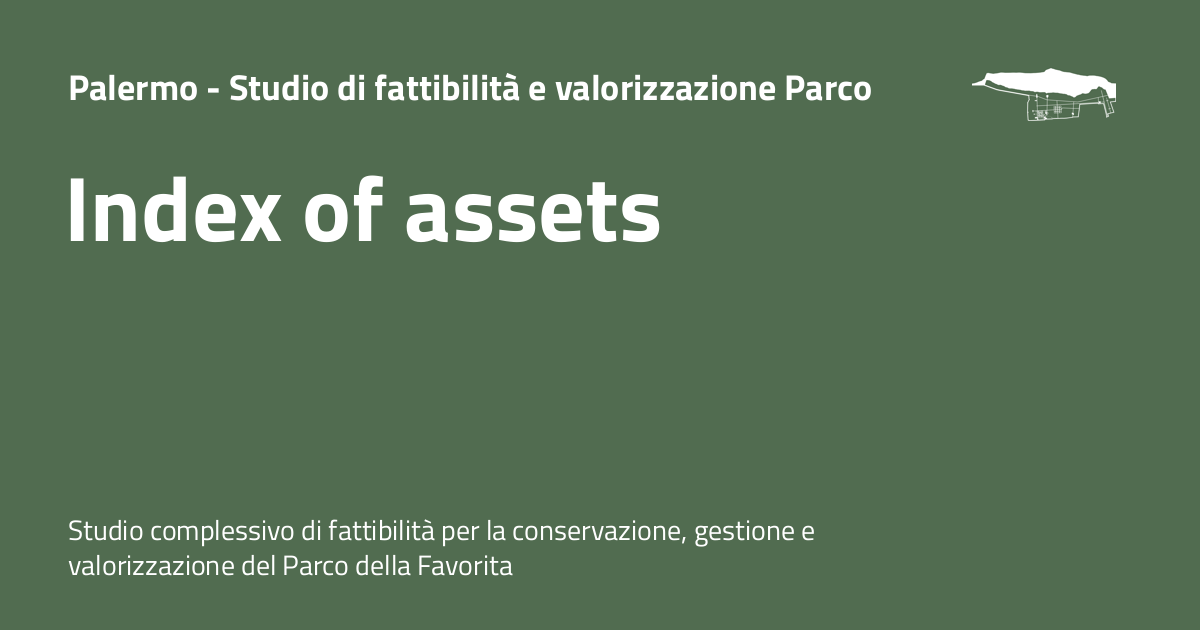 Palermo - Studio di fattibilità e valorizzazione Parco
Index of assets
Studio complessivo di fattibilità per la conservazione, gestione e
valorizzazione del Parco della Favorita